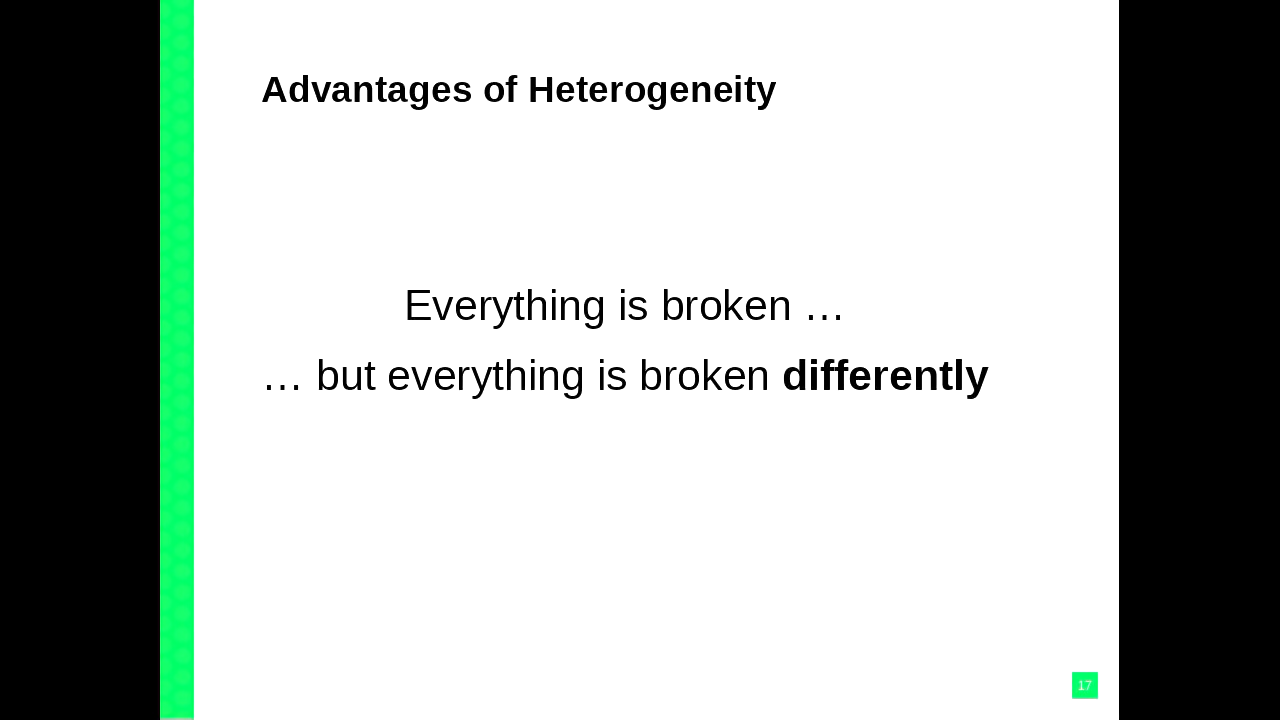 Advantages of Heterogeneity
Everything is broken …
… but everything is broken differently
17